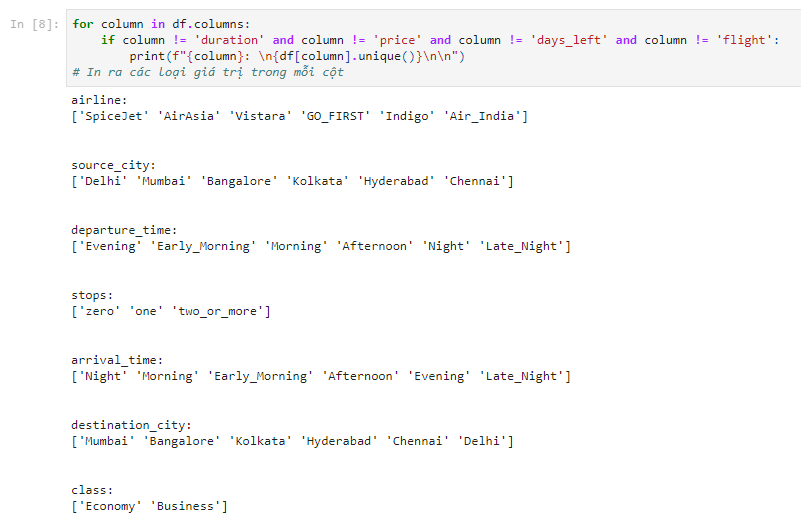 In [8]: for column in df.columns:
    if column != 'duration' and column != 'price' and column != 'days_left' and column != 'flight':
        print(f"{column}: \n{df[column].unique()}\n\n")
# In ra các loại giá trị trong mỗi cột
airline:
['SpiceJet' 'AirAsia' 'Vistara' 'GO_FIRST' 'Indigo' 'Air_India']
source_city:
['Delhi' 'Mumbai' 'Bangalore' 'Kolkata' 'Hyderabad' 'Chennai']
departure_time:
['Evening' 'Early_Morning' 'Morning' 'Afternoon' 'Night' 'Late_Night']
stops:
['zero' 'one' 'two_or_more']
arrival_time:
['Night' 'Morning' 'Early_Morning' 'Afternoon' 'Evening' 'Late_Night']
destination_city:
['Mumbai' 'Bangalore' 'Kolkata' 'Hyderabad' 'Chennai' 'Delhi']
class:
['Economy' 'Business']